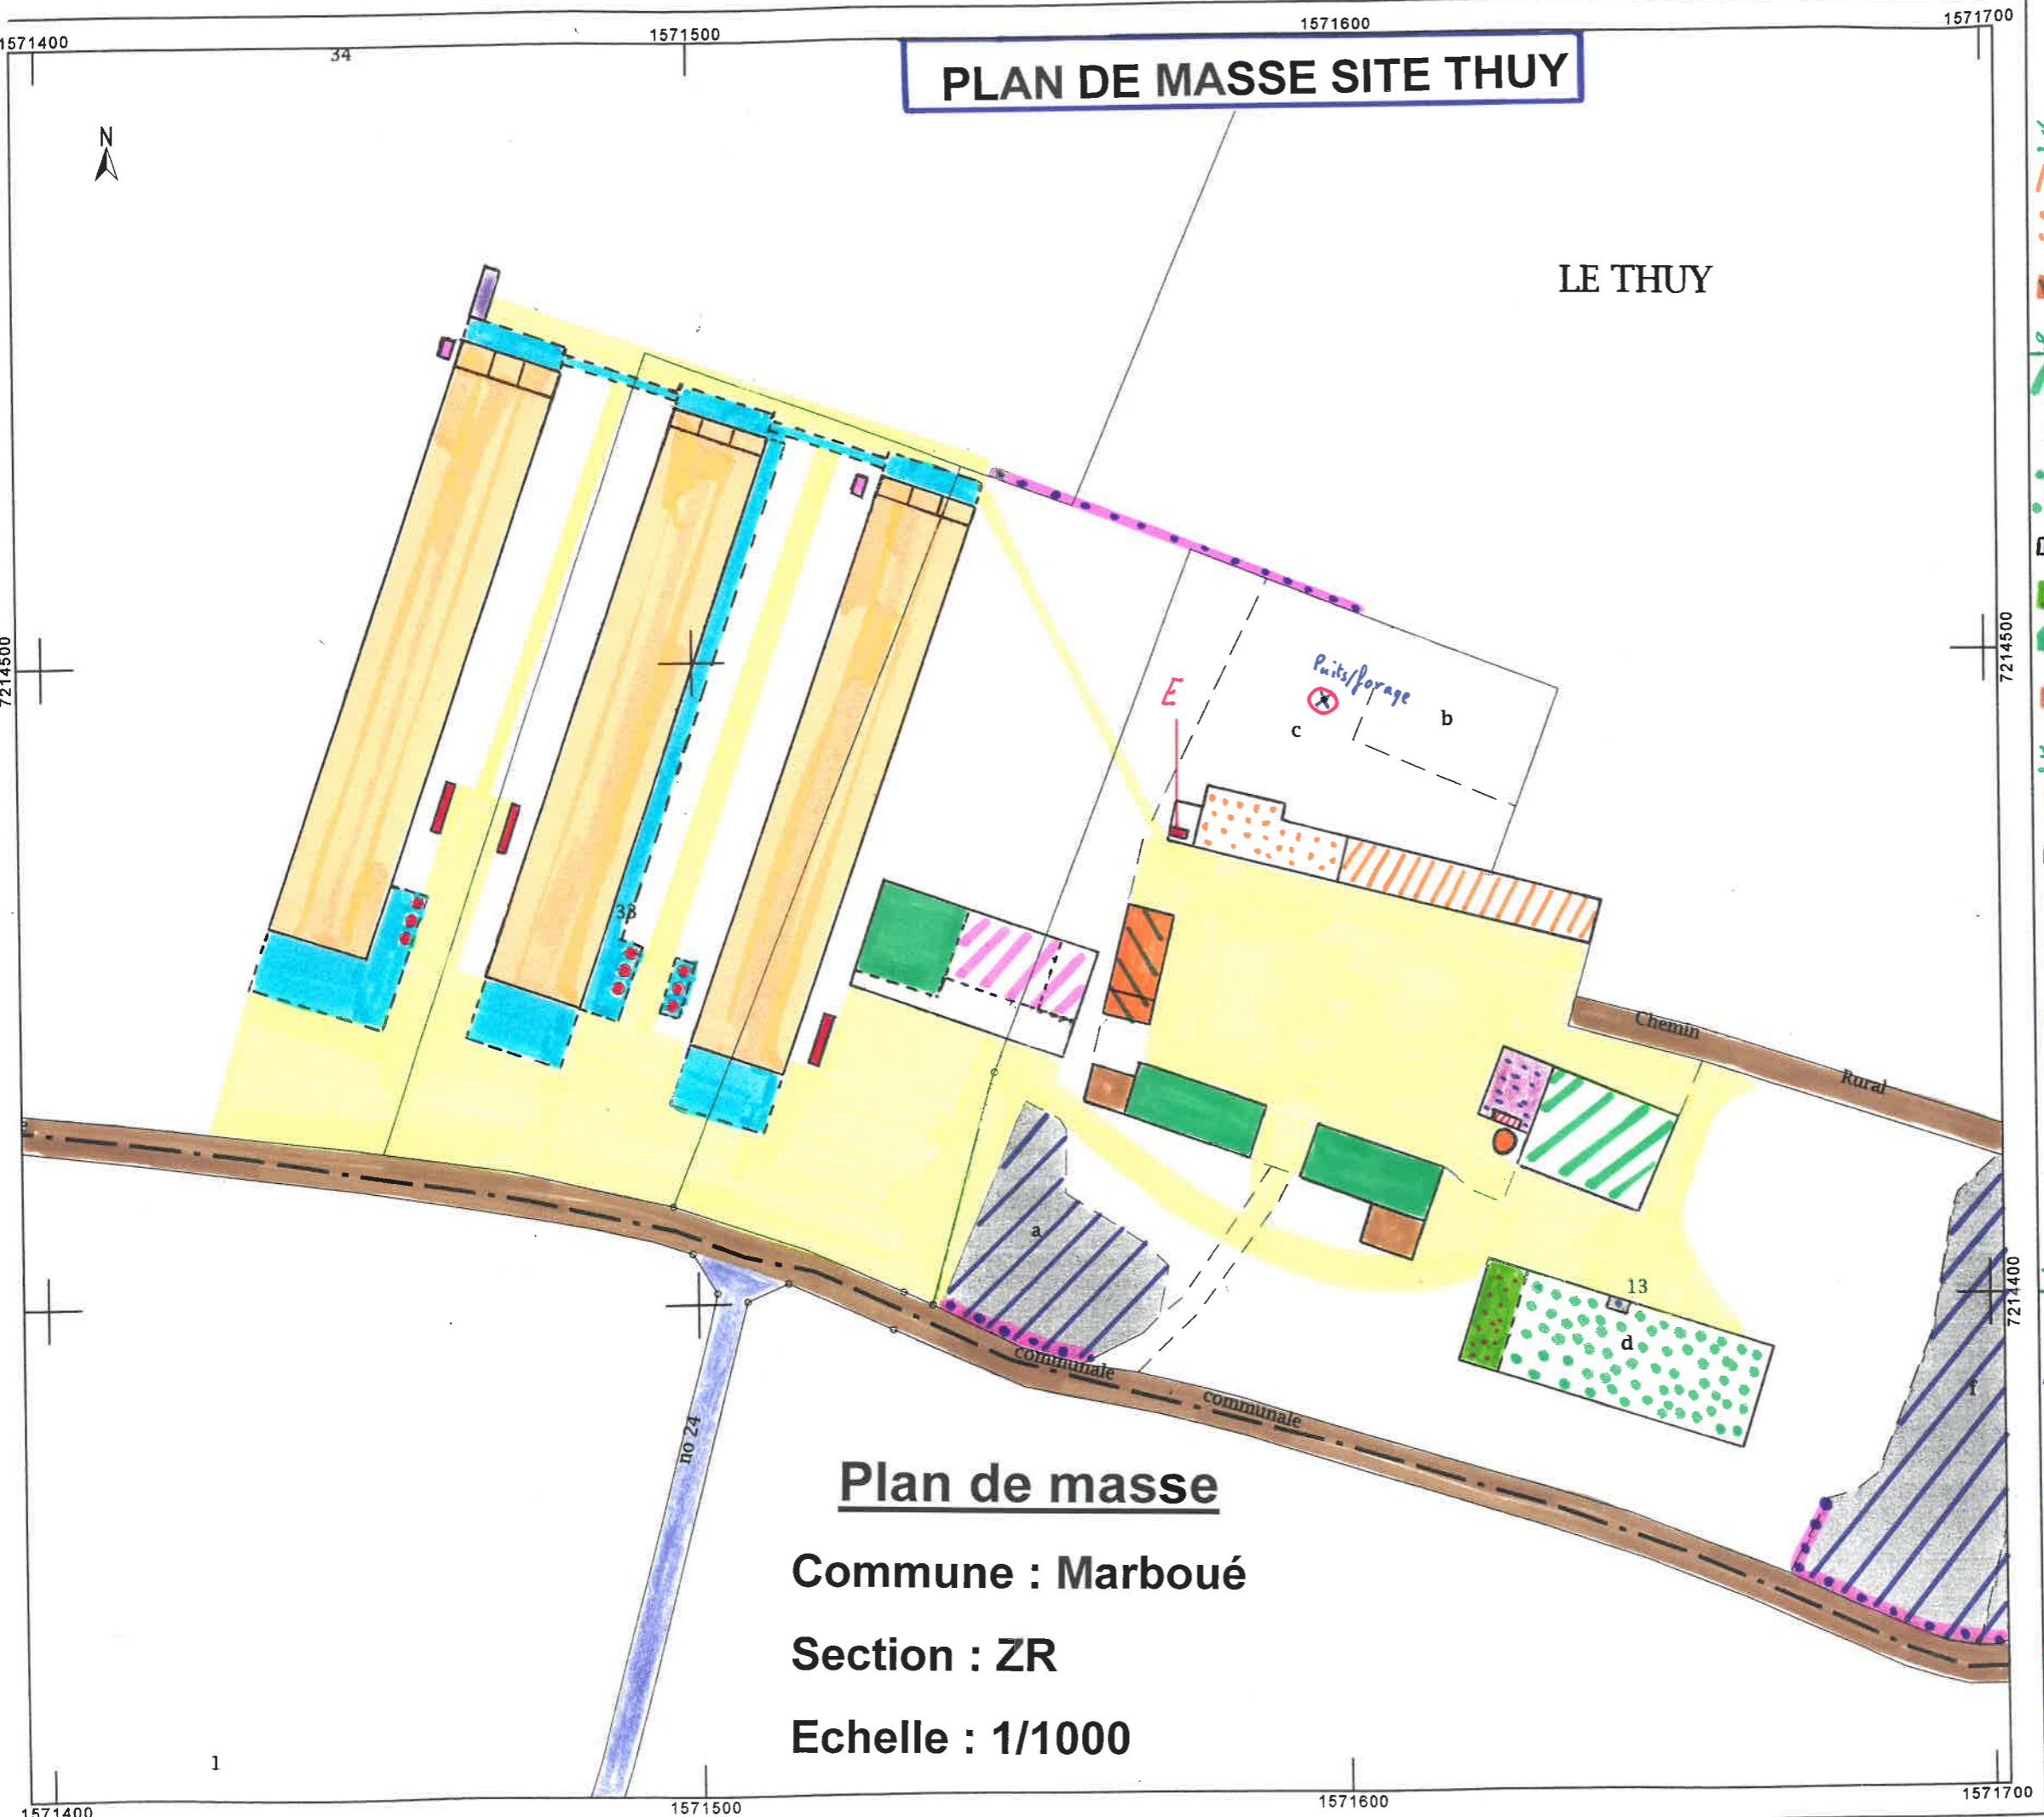 1571400
1571500
1571600
1571700
34
PLAN DE MASSE SITE THUY
N
LE THUY
7214500
7214500
Puits/forage
E
b
c
33
Chemin
Rural
a
13
7214400
d
f
communale
communale
no 24
Plan de masse
Commune : Marboué
Section : ZR
Echelle : 1/1000
1
1571400
1571500
1571600
1571700